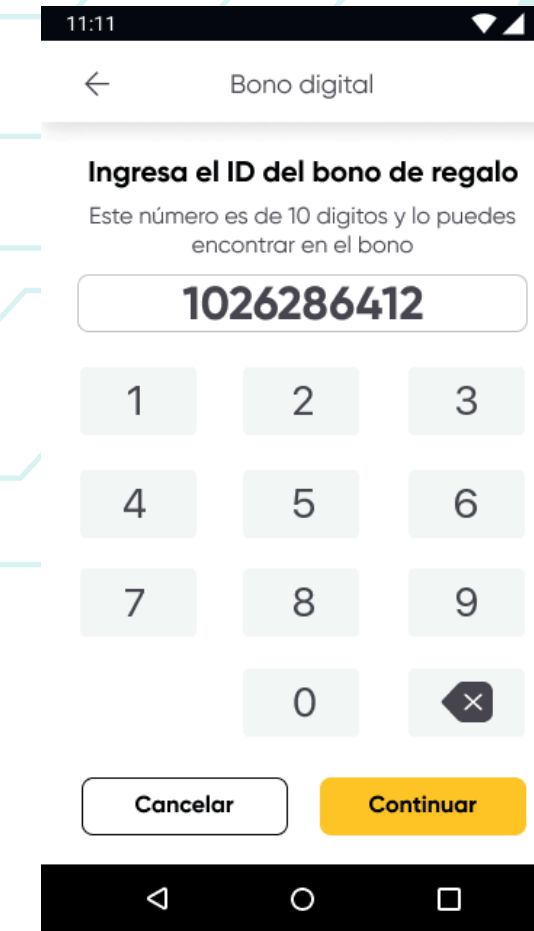 11:11
Bono digital
Ingresa el ID del bono de regalo
Este número es de 10 digitos y lo puedes
encontrar en el bono
1026286412
1 2 3
4 5 6
7 8 9
0
Cancelar Continuar